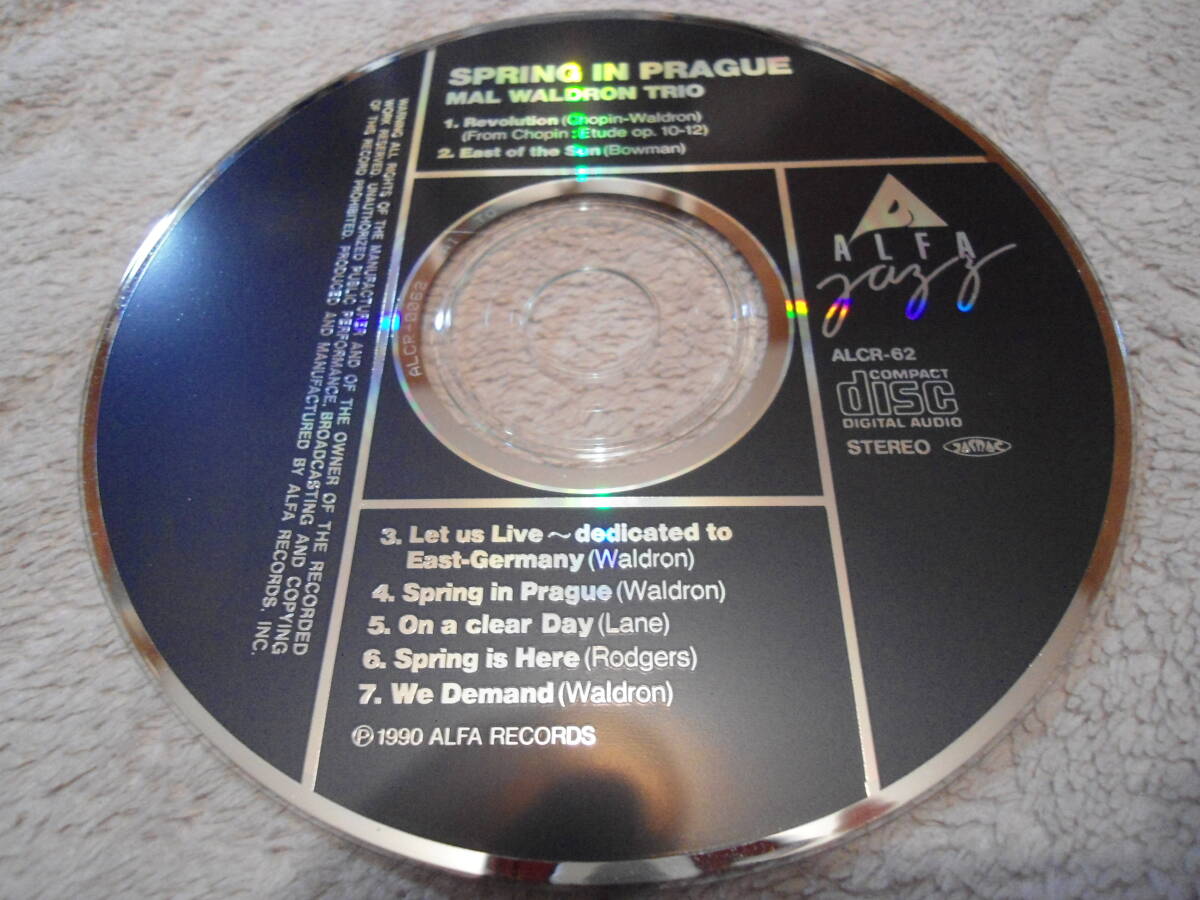 SPRING IN PRAGUE
MAL WALDRON TRIO
1. Revolution (Chopin-Waldron)
(From Chopin : Etude op. 10-12)
2. East of the Sun (Bowman)
ALFA
jazz
ALCR-62
COMPACT
disc
DIGITAL AUDIO
STEREO
JASRAC
3. Let us Live ~ dedicated to
East-Germany (Waldron)
4. Spring in Prague (Waldron)
5. On a clear Day (Lane)
6. Spring is Here (Rodgers)
7. We Demand (Waldron)
Ⓟ 1990 ALFA RECORDS
WARNING: ALL RIGHTS OF THE MANUFACTURER AND OF THE OWNER OF THE RECORDED
WORK RESERVED. UNAUTHORIZED PUBLIC PERFORMANCE, BROADCASTING AND COPYING
OF THIS RECORD PROHIBITED. PRODUCED AND MANUFACTURED BY ALFA RECORDS, INC.
ALCR-0062
TO